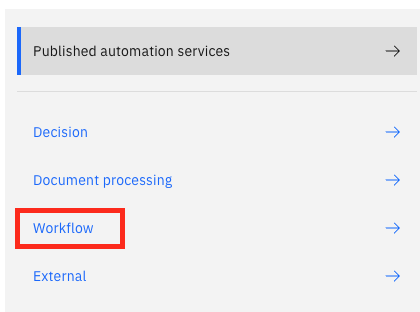 Published automation services
Decision
Document processing
Workflow
External